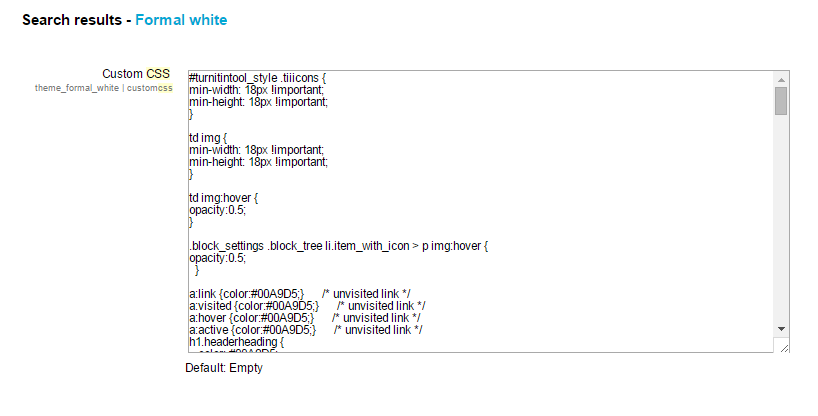 Search results - Formal white
Custom CSS
theme_formal_white | customcss
#turnitintool_style .tiiicons {
min-width: 18px !important;
min-height: 18px !important;
}
td img {
min-width: 18px !important;
min-height: 18px !important;
}
td img:hover {
opacity:0.5;
}
.block_settings .block_tree li.item_with_icon > p img:hover {
opacity:0.5;
}
a:link {color:#00A9D5;} /* unvisited link */
a:visited {color:#00A9D5;} /* unvisited link */
a:hover {color:#00A9D5;} /* unvisited link */
a:active {color:#00A9D5;} /* unvisited link */
h1.headerheading {
color:#00A9D5;
Default: Empty